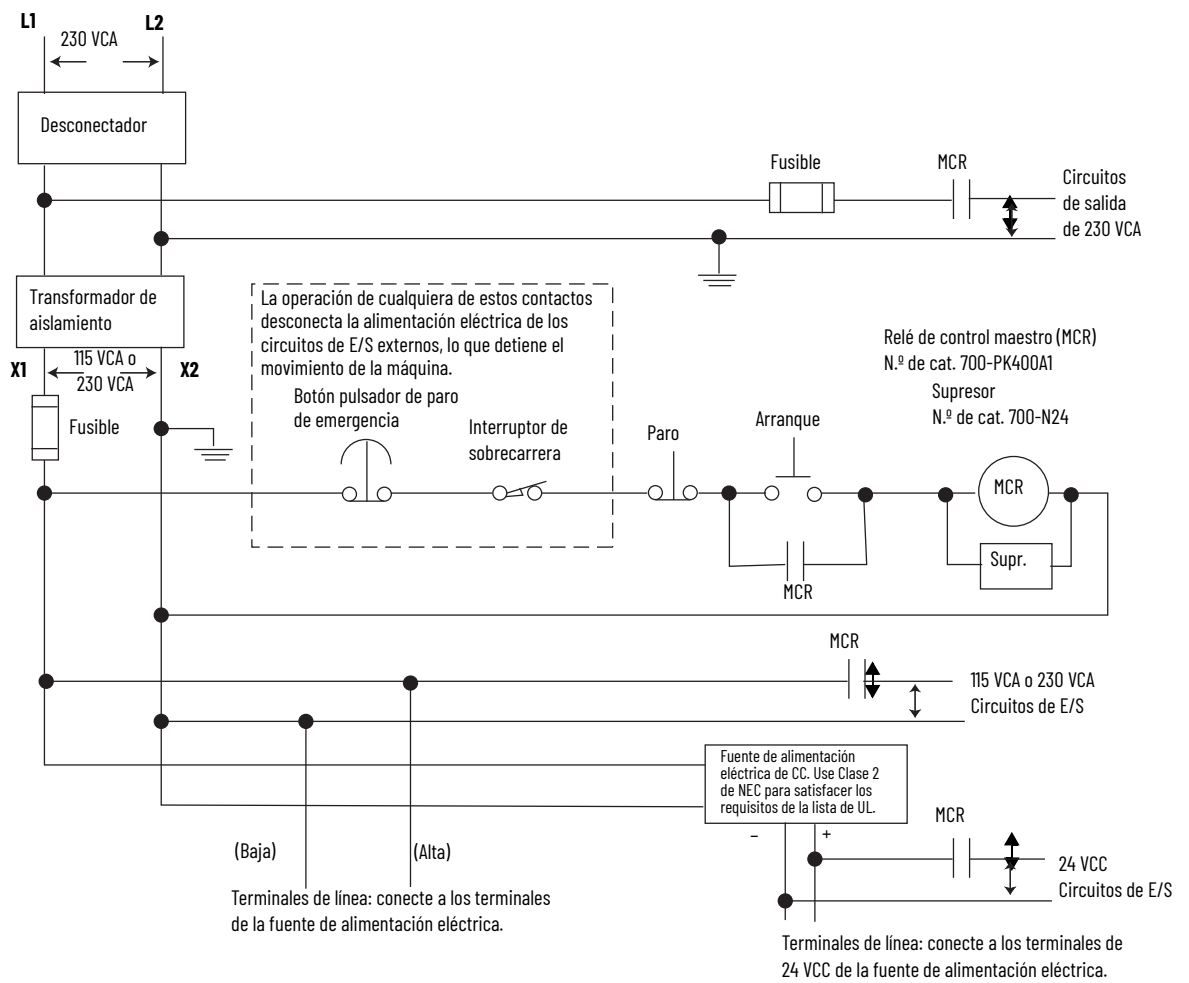 L1
L2
230 VCA
Desconectador
Fusible
MCR
Circuitos
de salida
de 230 VCA
Transformador de
aislamiento
La operación de cualquiera de estos contactos
desconecta la alimentación eléctrica de los
circuitos de E/S externos, lo que detiene el
movimiento de la máquina.
Relé de control maestro (MCR)
N.º de cat. 700-PK400A1
Supresor
N.º de cat. 700-N24
X1
115 VCA o
230 VCA
X2
Fusible
Botón pulsador de paro
de emergencia
Interruptor de
sobrecarrera
Paro
Arranque
MCR
Supr.
MCR
MCR
115 VCA o 230 VCA
Circuitos de E/S
Fuente de alimentación
eléctrica de CC. Use Clase 2
de NEC para satisfacer los
requisitos de la lista de UL.
– +
MCR
24 VCC
Circuitos de E/S
(Baja)
(Alta)
Terminales de línea: conecte a los terminales
de la fuente de alimentación eléctrica.
Terminales de línea: conecte a los terminales de
24 VCC de la fuente de alimentación eléctrica.